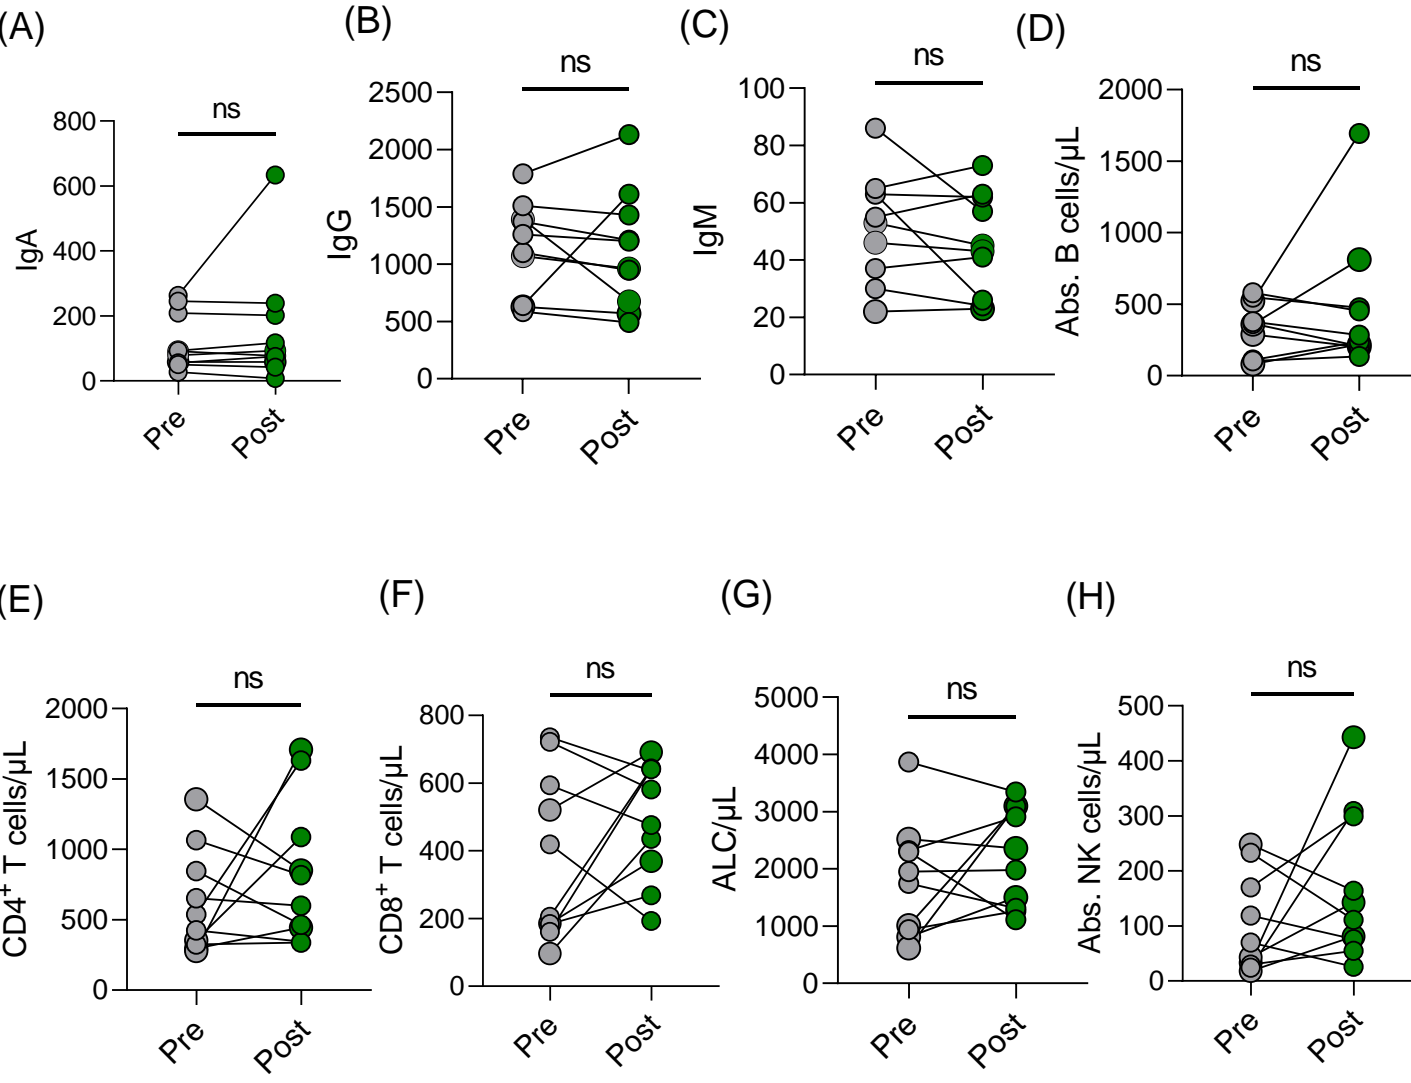 (A)
ns
IgA
800
600
400
200
0
Pre
Post
(B)
ns
IgG
2500
2000
1500
1000
500
0
Pre
Post
(C)
ns
IgM
100
80
60
40
20
0
Pre
Post
(D)
ns
Abs. B cells/µL
2000
1500
1000
500
0
Pre
Post
(E)
ns
CD4⁺ T cells/µL
2000
1500
1000
500
0
Pre
Post
(F)
ns
CD8⁺ T cells/µL
800
600
400
200
0
Pre
Post
(G)
ns
ALC/µL
5000
4000
3000
2000
1000
0
Pre
Post
(H)
ns
Abs. NK cells/µL
500
400
300
200
100
0
Pre
Post